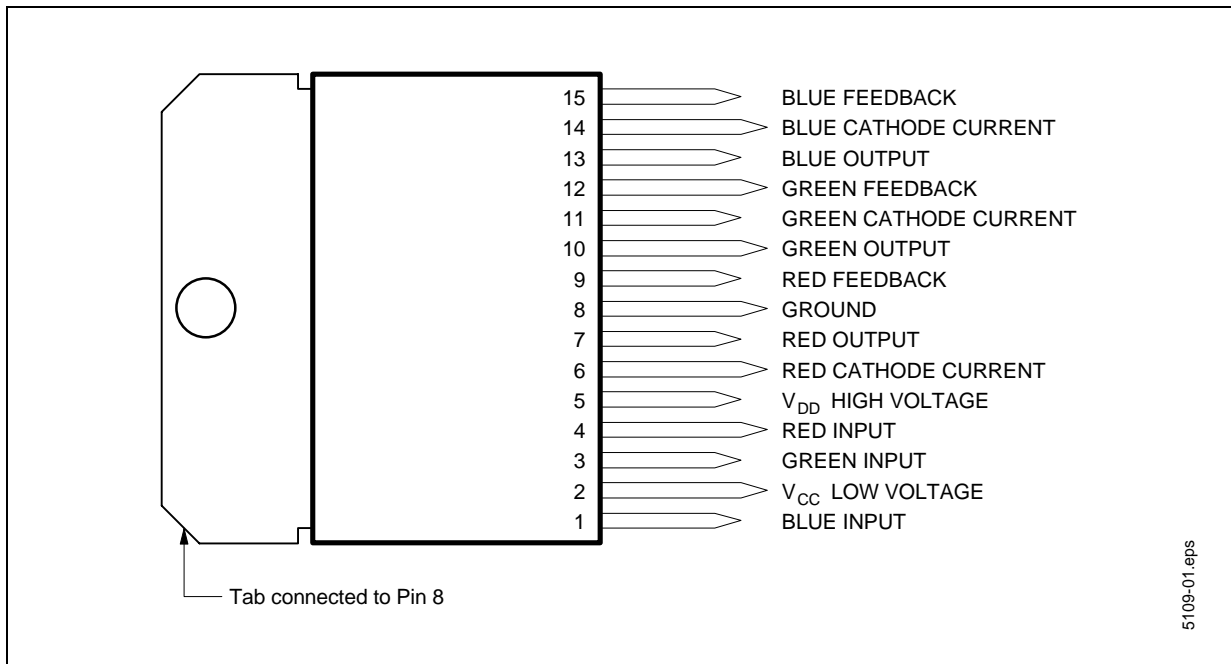 15 BLUE FEEDBACK
14 BLUE CATHODE CURRENT
13 BLUE OUTPUT
12 GREEN FEEDBACK
11 GREEN CATHODE CURRENT
10 GREEN OUTPUT
9 RED FEEDBACK
8 GROUND
7 RED OUTPUT
6 RED CATHODE CURRENT
5 VDD HIGH VOLTAGE
4 RED INPUT
3 GREEN INPUT
2 VCC LOW VOLTAGE
1 BLUE INPUT
Tab connected to Pin 8
5109-01.eps